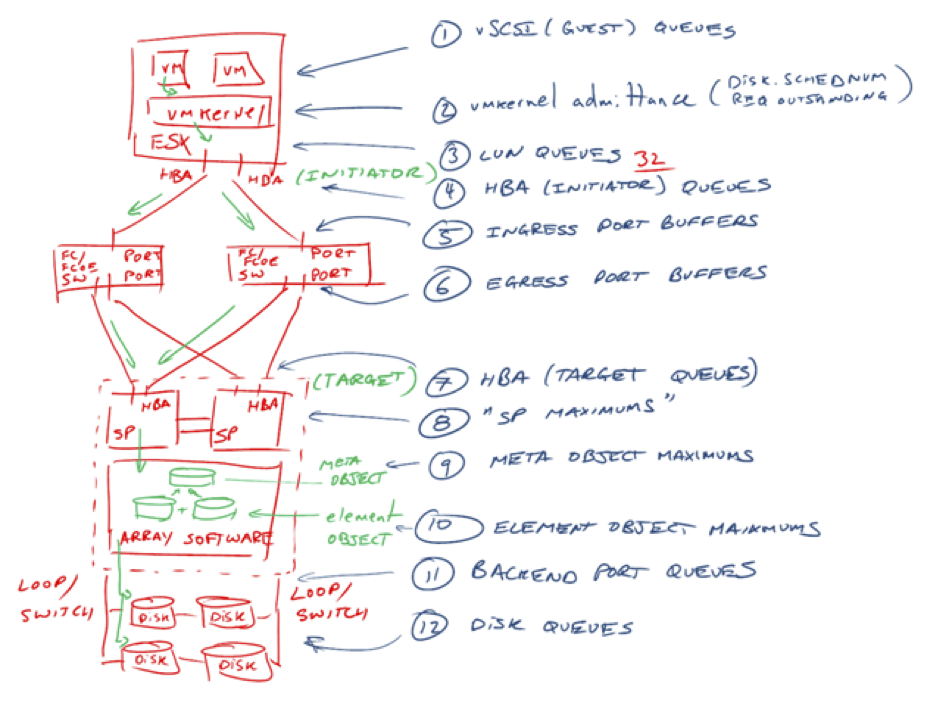 ① vSCSI (GUEST) QUEUES
VM VM
② vmkernel admittance (DISK.SCHEDNUM
REQ OUTSANDING)
VMKernel
ESX
③ LUN QUEUES 32
HBA HBA (INITIATOR)
④ HBA (INITIATOR) QUEUES
⑤ INGRESS PORT BUFFERS
FC/
FCOE
SW
PORT
PORT
FC/
FCOE
SW
PORT
PORT
⑥ EGRESS PORT BUFFERS
(TARGET)
⑦ HBA (TARGET QUEUES)
HBA
SP
HBA
SP
⑧ "SP MAXIMUMS"
META
OBJECT
⑨ META OBJECT MAXIMUMS
+
element
OBJECT
⑩ ELEMENT OBJECT MAIXMUMS
ARRAY SOFTWARE
⑪ BACKEND PORT QUEUES
LOOP/
SWITCH
LOOP/
SWITCH
DISK DISK
⑫ DISK QUEUES
DISK DISK